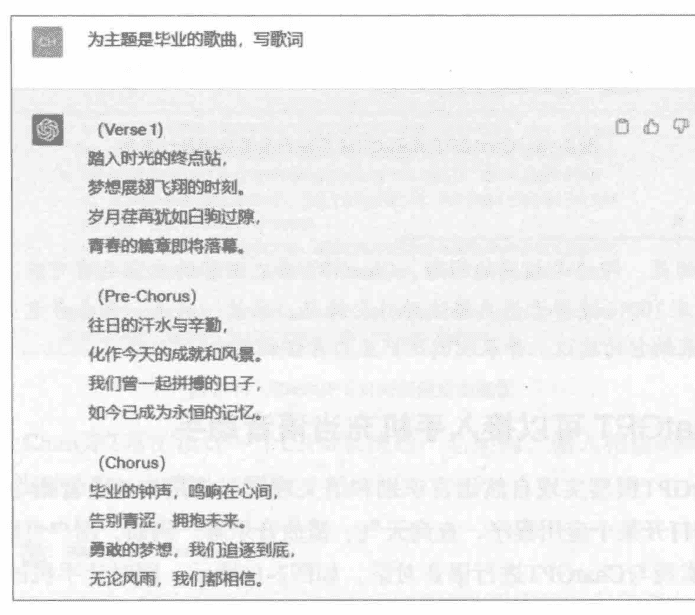 为主题是毕业的歌曲，写歌词
（Verse 1）
踏入时光的终点站，
梦想展翅飞翔的时刻。
岁月荏苒犹如白驹过隙，
青春的篇章即将落幕。
（Pre-Chorus）
往日的汗水与辛勤，
化作今天的成就和风景。
我们曾一起拼搏的日子，
如今已成为永恒的记忆。
（Chorus）
毕业的钟声，鸣响在心间，
告别青涩，拥抱未来。
勇敢的梦想，我们追逐到底，
无论风雨，我们都相信。